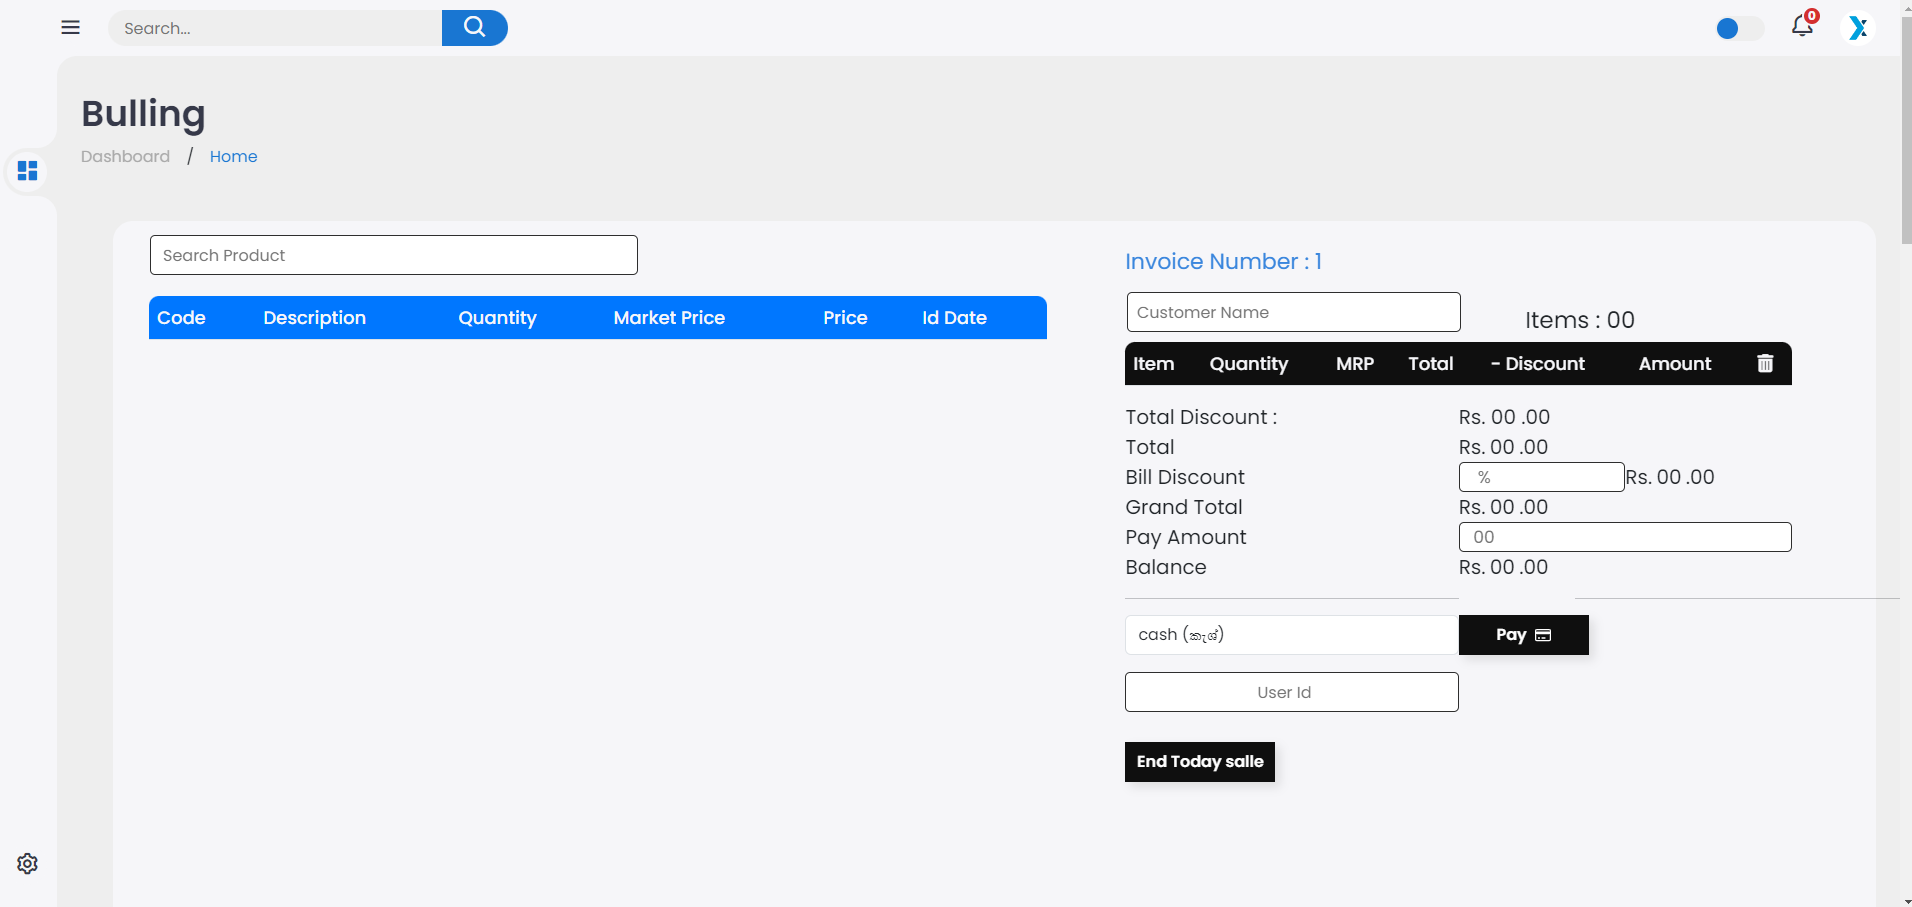 Search...
0
Bulling
Dashboard / Home
Search Product
Code Description Quantity Market Price Price Id Date
Invoice Number : 1
Customer Name
Items : 00
Item Quantity MRP Total - Discount Amount
Total Discount : Rs. 00 .00
Total Rs. 00 .00
Bill Discount % Rs. 00 .00
Grand Total Rs. 00 .00
Pay Amount 00
Balance Rs. 00 .00
cash (කැශ්) Pay
User Id
End Today salle